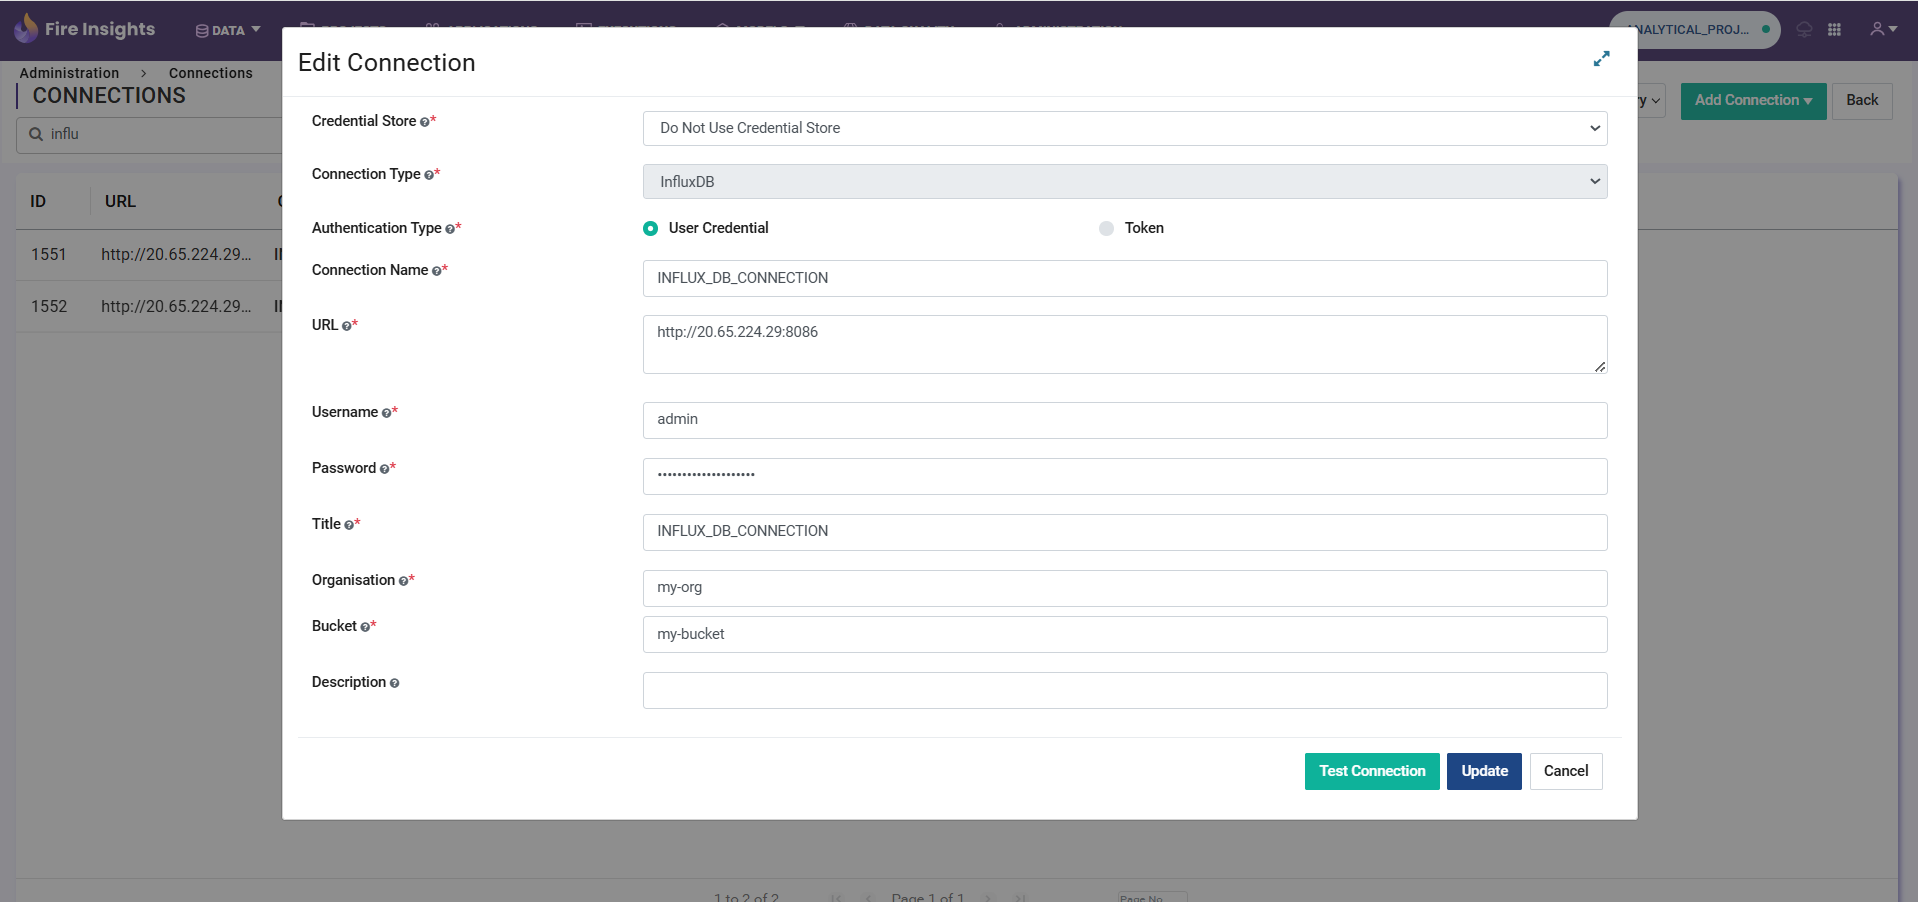 Fire Insights
DATA
ANALYTICAL_PROJ...
Edit Connection
Administration > Connections
CONNECTIONS
Add Connection
Back
influ
ID URL
1551 http://20.65.224.29...
1552 http://20.65.224.29...
Credential Store *
Do Not Use Credential Store
Connection Type *
InfluxDB
Authentication Type *
User Credential
Token
Connection Name *
INFLUX_DB_CONNECTION
URL *
http://20.65.224.29:8086
Username *
admin
Password *
••••••••••••••••••••
Title *
INFLUX_DB_CONNECTION
Organisation *
my-org
Bucket *
my-bucket
Description
Test Connection
Update
Cancel
1 to 2 of 2
Page 1 of 1
Page No